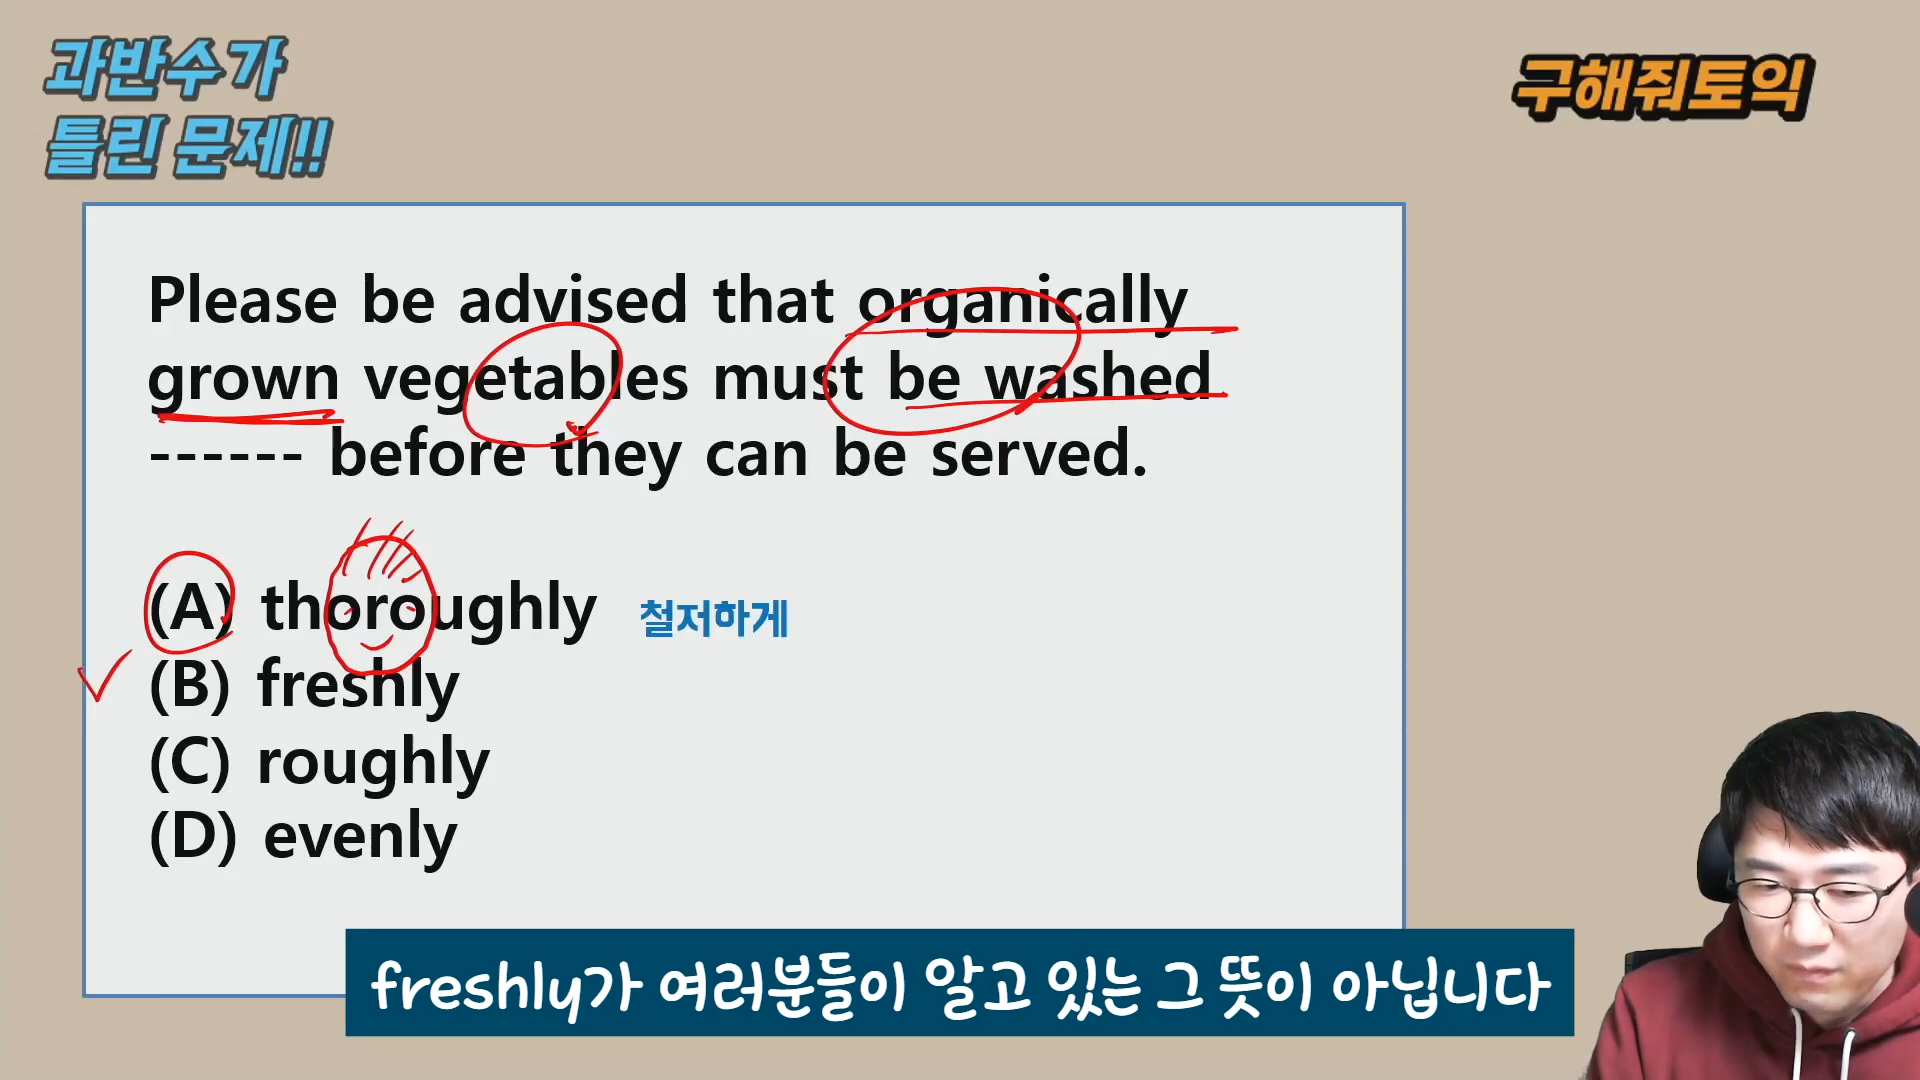 과반수가
틀린 문제!!
구해줘토익
Please be advised that organically
grown vegetables must be washed
------ before they can be served.
(A) thoroughly 철저하게
(B) freshly
(C) roughly
(D) evenly
freshly가 여러분들이 알고 있는 그 뜻이 아닙니다